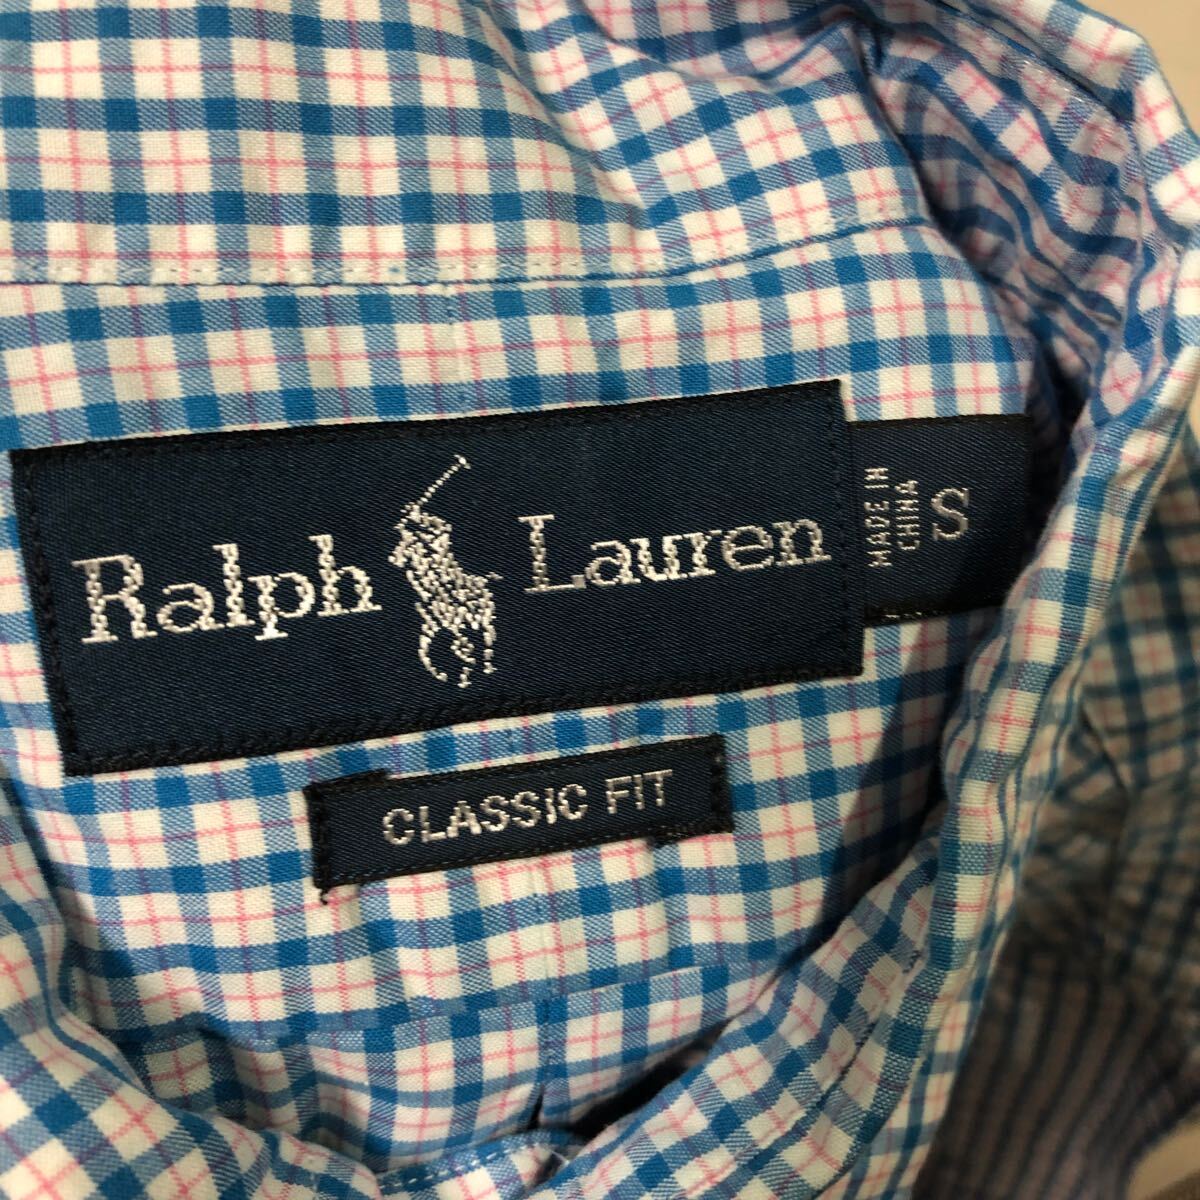 Ralph Lauren
MADE IN
CHINA
S
CLASSIC FIT